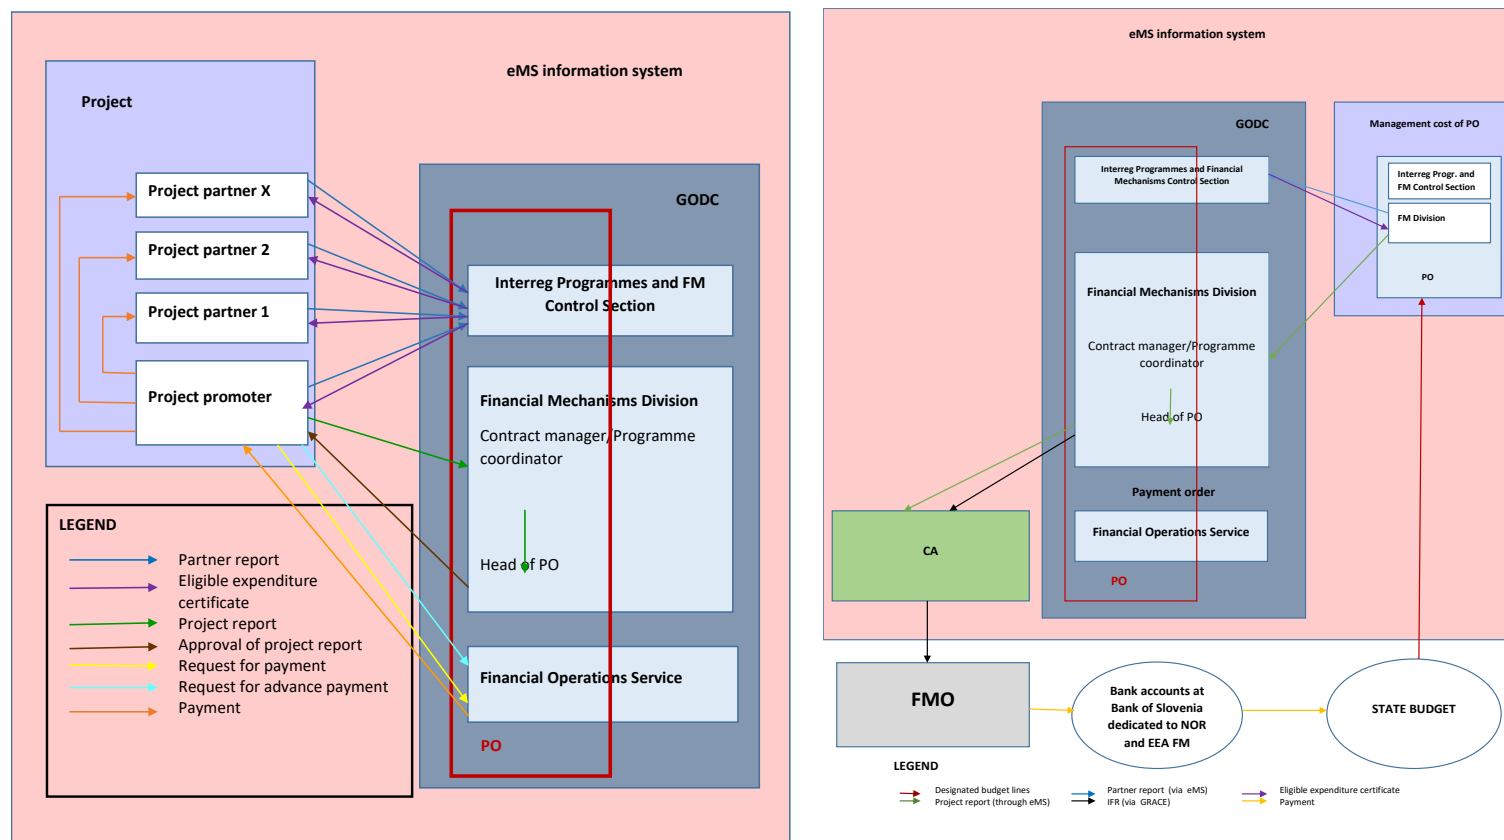 eMS information system
Project
Project partner X
Project partner 2
Project partner 1
Project promoter
GODC
Interreg Programmes and FM
Control Section
Financial Mechanisms Division
Contract manager/Programme
coordinator
Head of PO
Financial Operations Service
PO
LEGEND
Partner report
Eligible expenditure
certificate
Project report
Approval of project report
Request for payment
Request for advance payment
Payment
eMS information system
GODC
Interreg Programmes and Financial
Mechanisms Control Section
Financial Mechanisms Division
Contract manager/Programme
coordinator
Head of PO
Payment order
Financial Operations Service
PO
Management cost of PO
Interreg Progr. and
FM Control Section
FM Division
PO
CA
FMO
Bank accounts at
Bank of Slovenia
dedicated to NOR
and EEA FM
STATE BUDGET
LEGEND
Designated budget lines
Project report (through eMS)
Partner report (via eMS)
IFR (via GRACE)
Eligible expenditure certificate
Payment